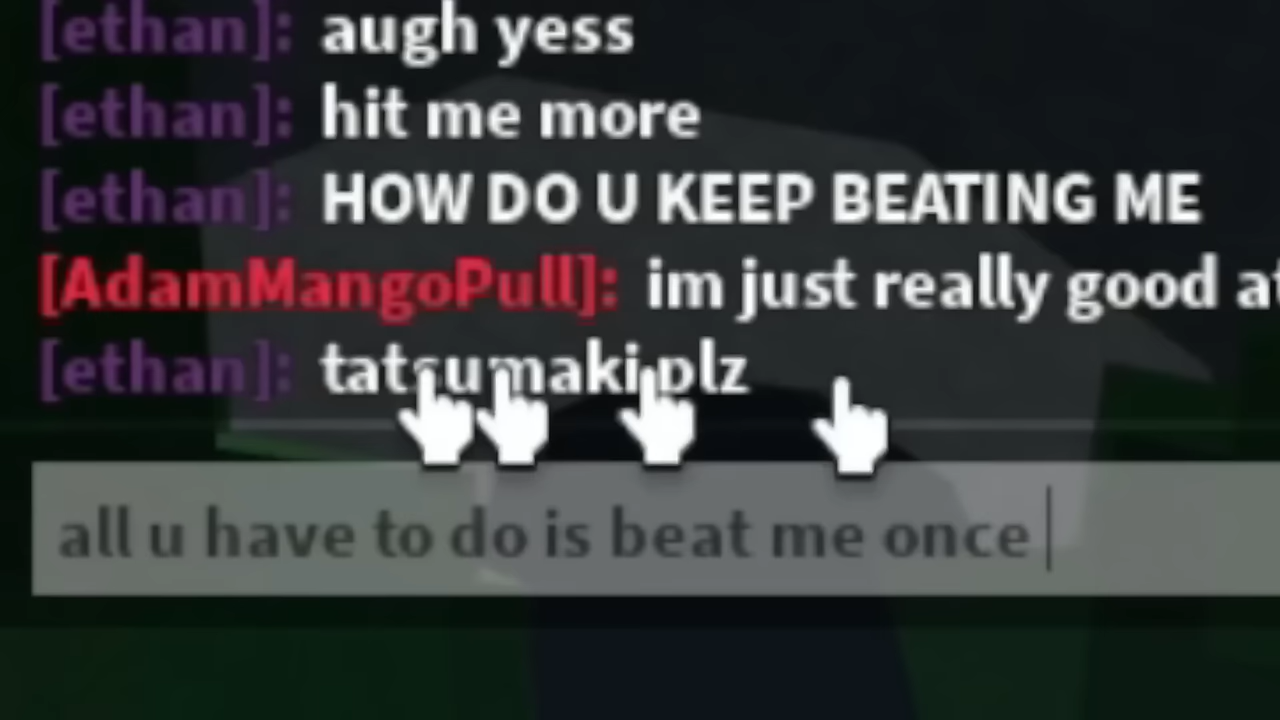 [ethan]: augh yess
[ethan]: hit me more
[ethan]: HOW DO U KEEP BEATING ME
[AdamMangoPull]: im just really good at
[ethan]: tatsumaki plz
all u have to do is beat me once